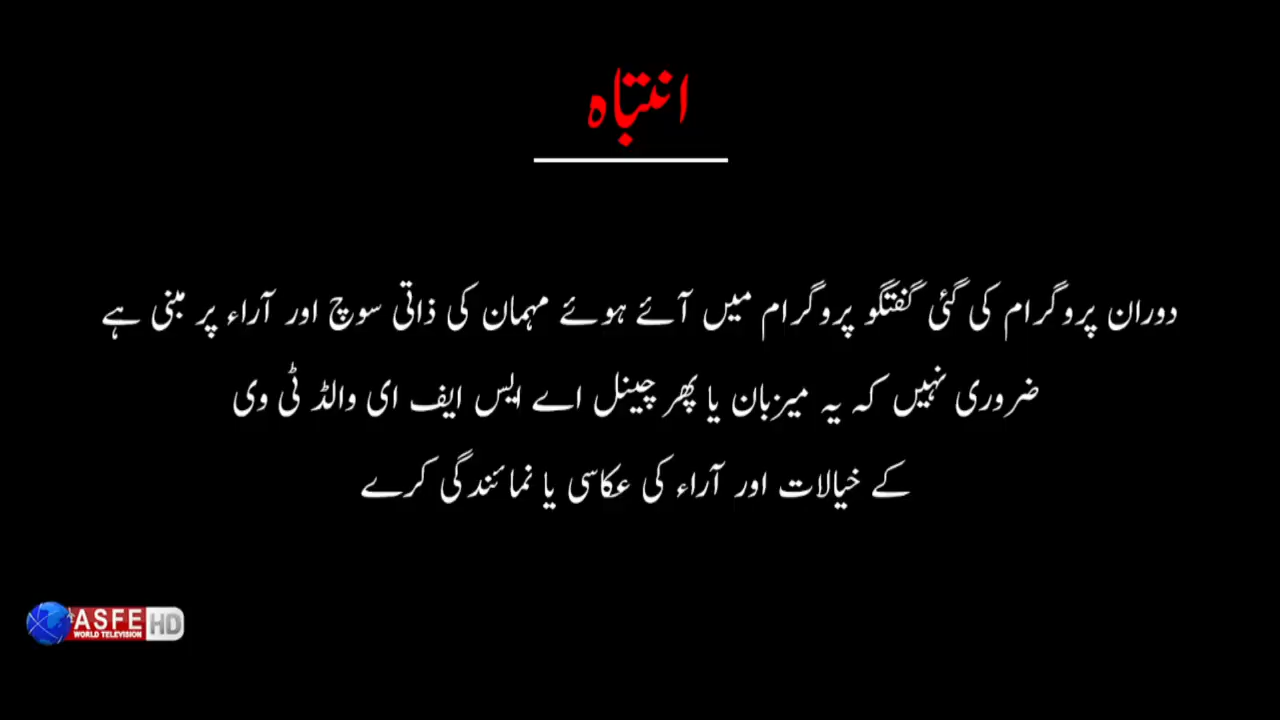 انتباہ
دوران پروگرام کی گئی گفتگو پروگرام میں آئے ہوئے مہمان کی ذاتی سوچ اور آراء پر مبنی ہے
ضروری نہیں کہ یہ میزبان یا پھر چینل اے ایس ایف ای والڈ ٹی وی
کے خیالات اور آراء کی عکاسی یا نمائندگی کرے
ASFE HD
WORLD TELEVISION